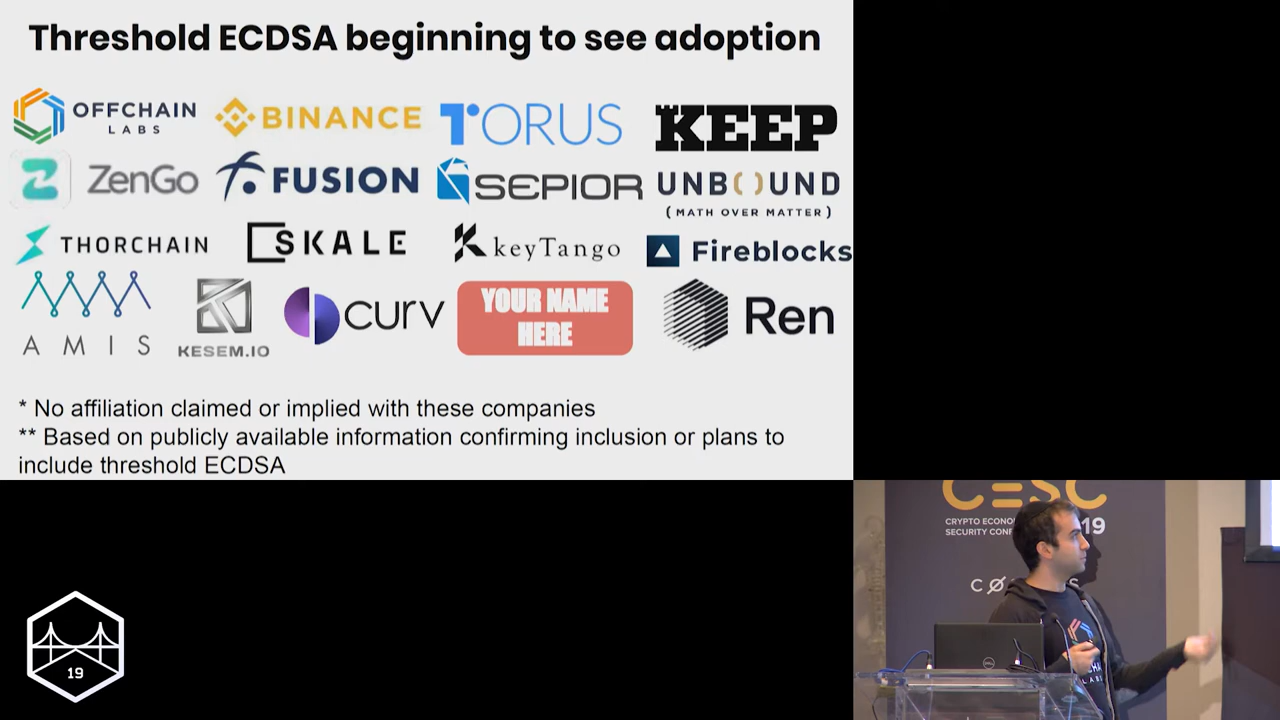 Threshold ECDSA beginning to see adoption
OFFCHAIN
LABS
BINANCE
TORUS
KEEP
ZenGo
FUSION
SEPIOR
UNBOUND
(MATH OVER MATTER)
THORCHAIN
SKALE
keyTango
Fireblocks
AMIS
KESEM.IO
curv
YOUR NAME
HERE
Ren
* No affiliation claimed or implied with these companies
** Based on publicly available information confirming inclusion or plans to
include threshold ECDSA
CESC
CRYPTO ECONO
19
SECURITY CONF
19